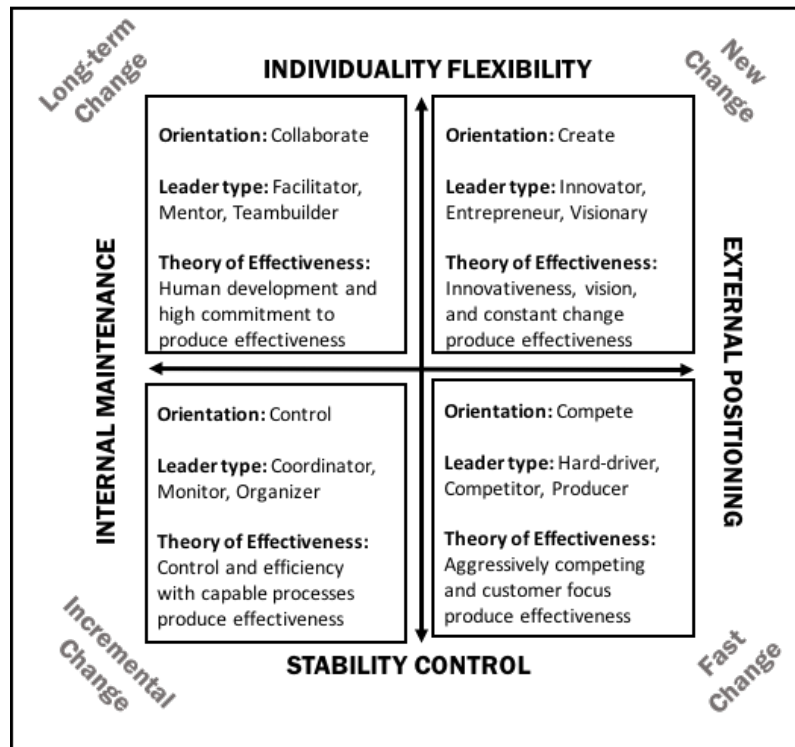 Long-term
Change
New
Change
INDIVIDUALITY FLEXIBILITY
Orientation: Collaborate
Leader type: Facilitator,
Mentor, Teambuilder
Theory of Effectiveness:
Human development and
high commitment to
produce effectiveness
Orientation: Create
Leader type: Innovator,
Entrepreneur, Visionary
Theory of Effectiveness:
Innovativeness, vision,
and constant change
produce effectiveness
INTERNAL MAINTENANCE
EXTERNAL POSITIONING
Orientation: Control
Leader type: Coordinator,
Monitor, Organizer
Theory of Effectiveness:
Control and efficiency
with capable processes
produce effectiveness
Orientation: Compete
Leader type: Hard-driver,
Competitor, Producer
Theory of Effectiveness:
Aggressively competing
and customer focus
produce effectiveness
Incremental
Change
STABILITY CONTROL
Fast
Change